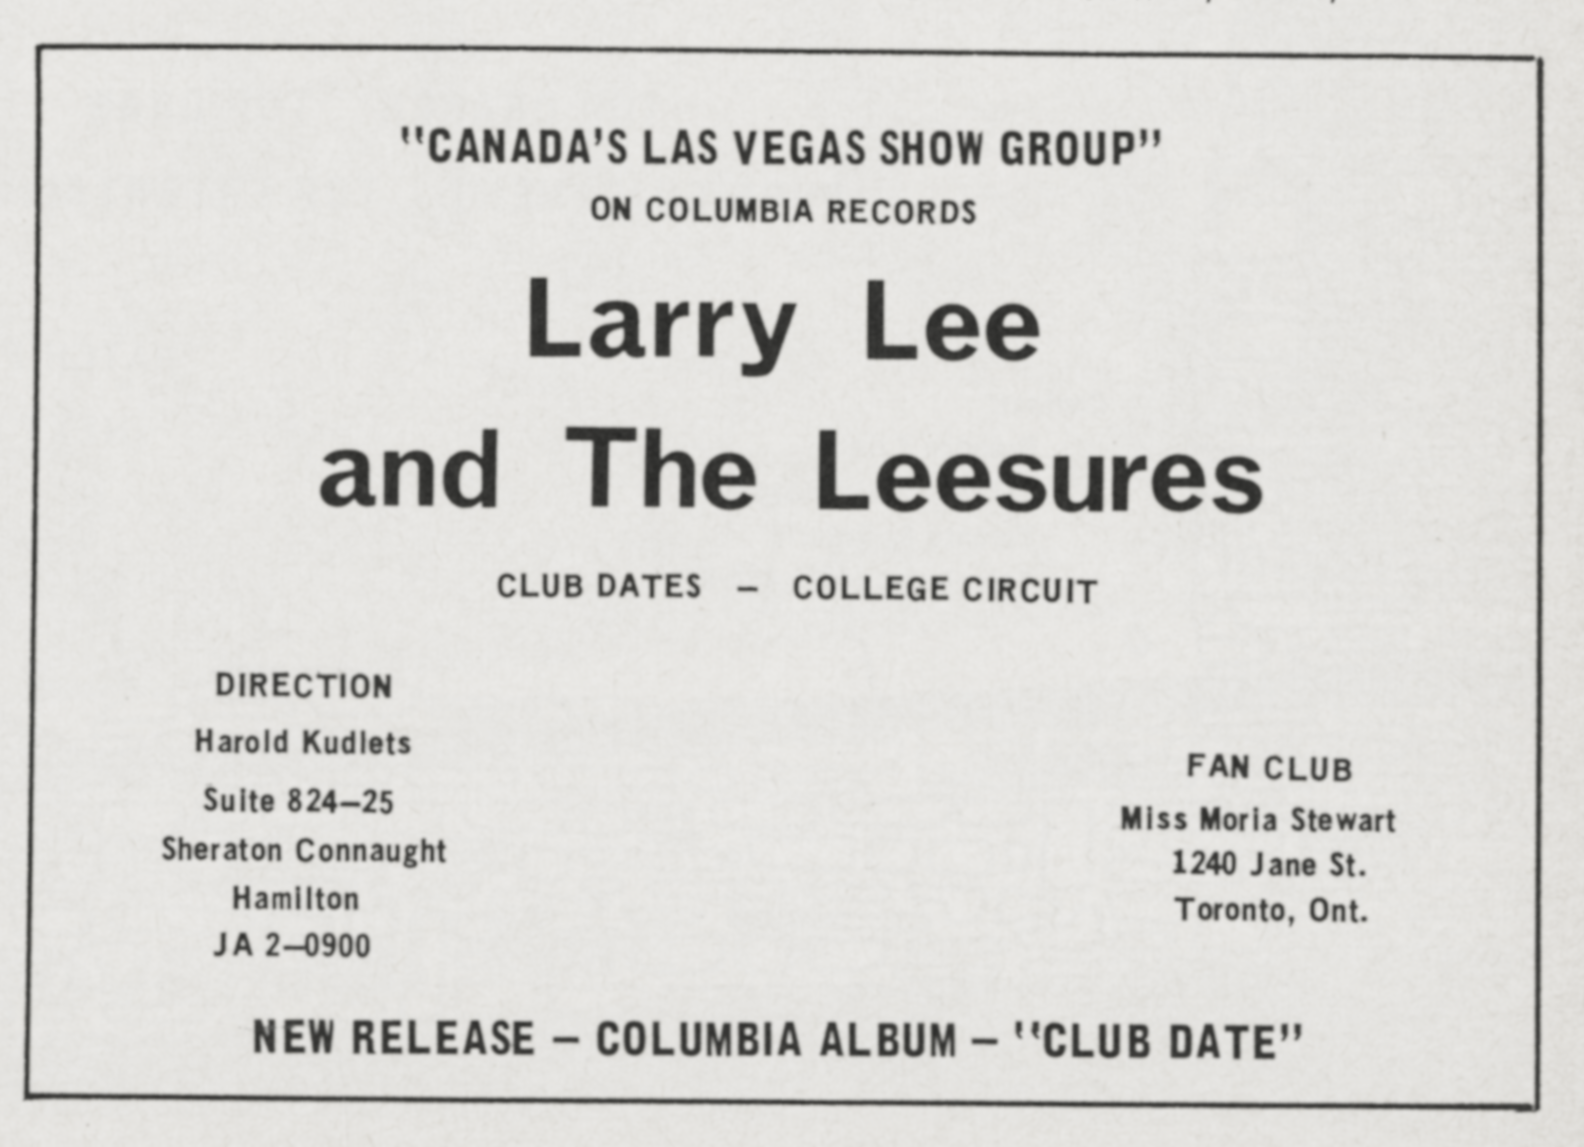 "CANADA'S LAS VEGAS SHOW GROUP"
ON COLUMBIA RECORDS
Larry Lee
and The Leesures
CLUB DATES — COLLEGE CIRCUIT
DIRECTION
Harold Kudlets
Suite 824—25
Sheraton Connaught
Hamilton
JA 2—0900
FAN CLUB
Miss Moria Stewart
1240 Jane St.
Toronto, Ont.
NEW RELEASE — COLUMBIA ALBUM — "CLUB DATE"